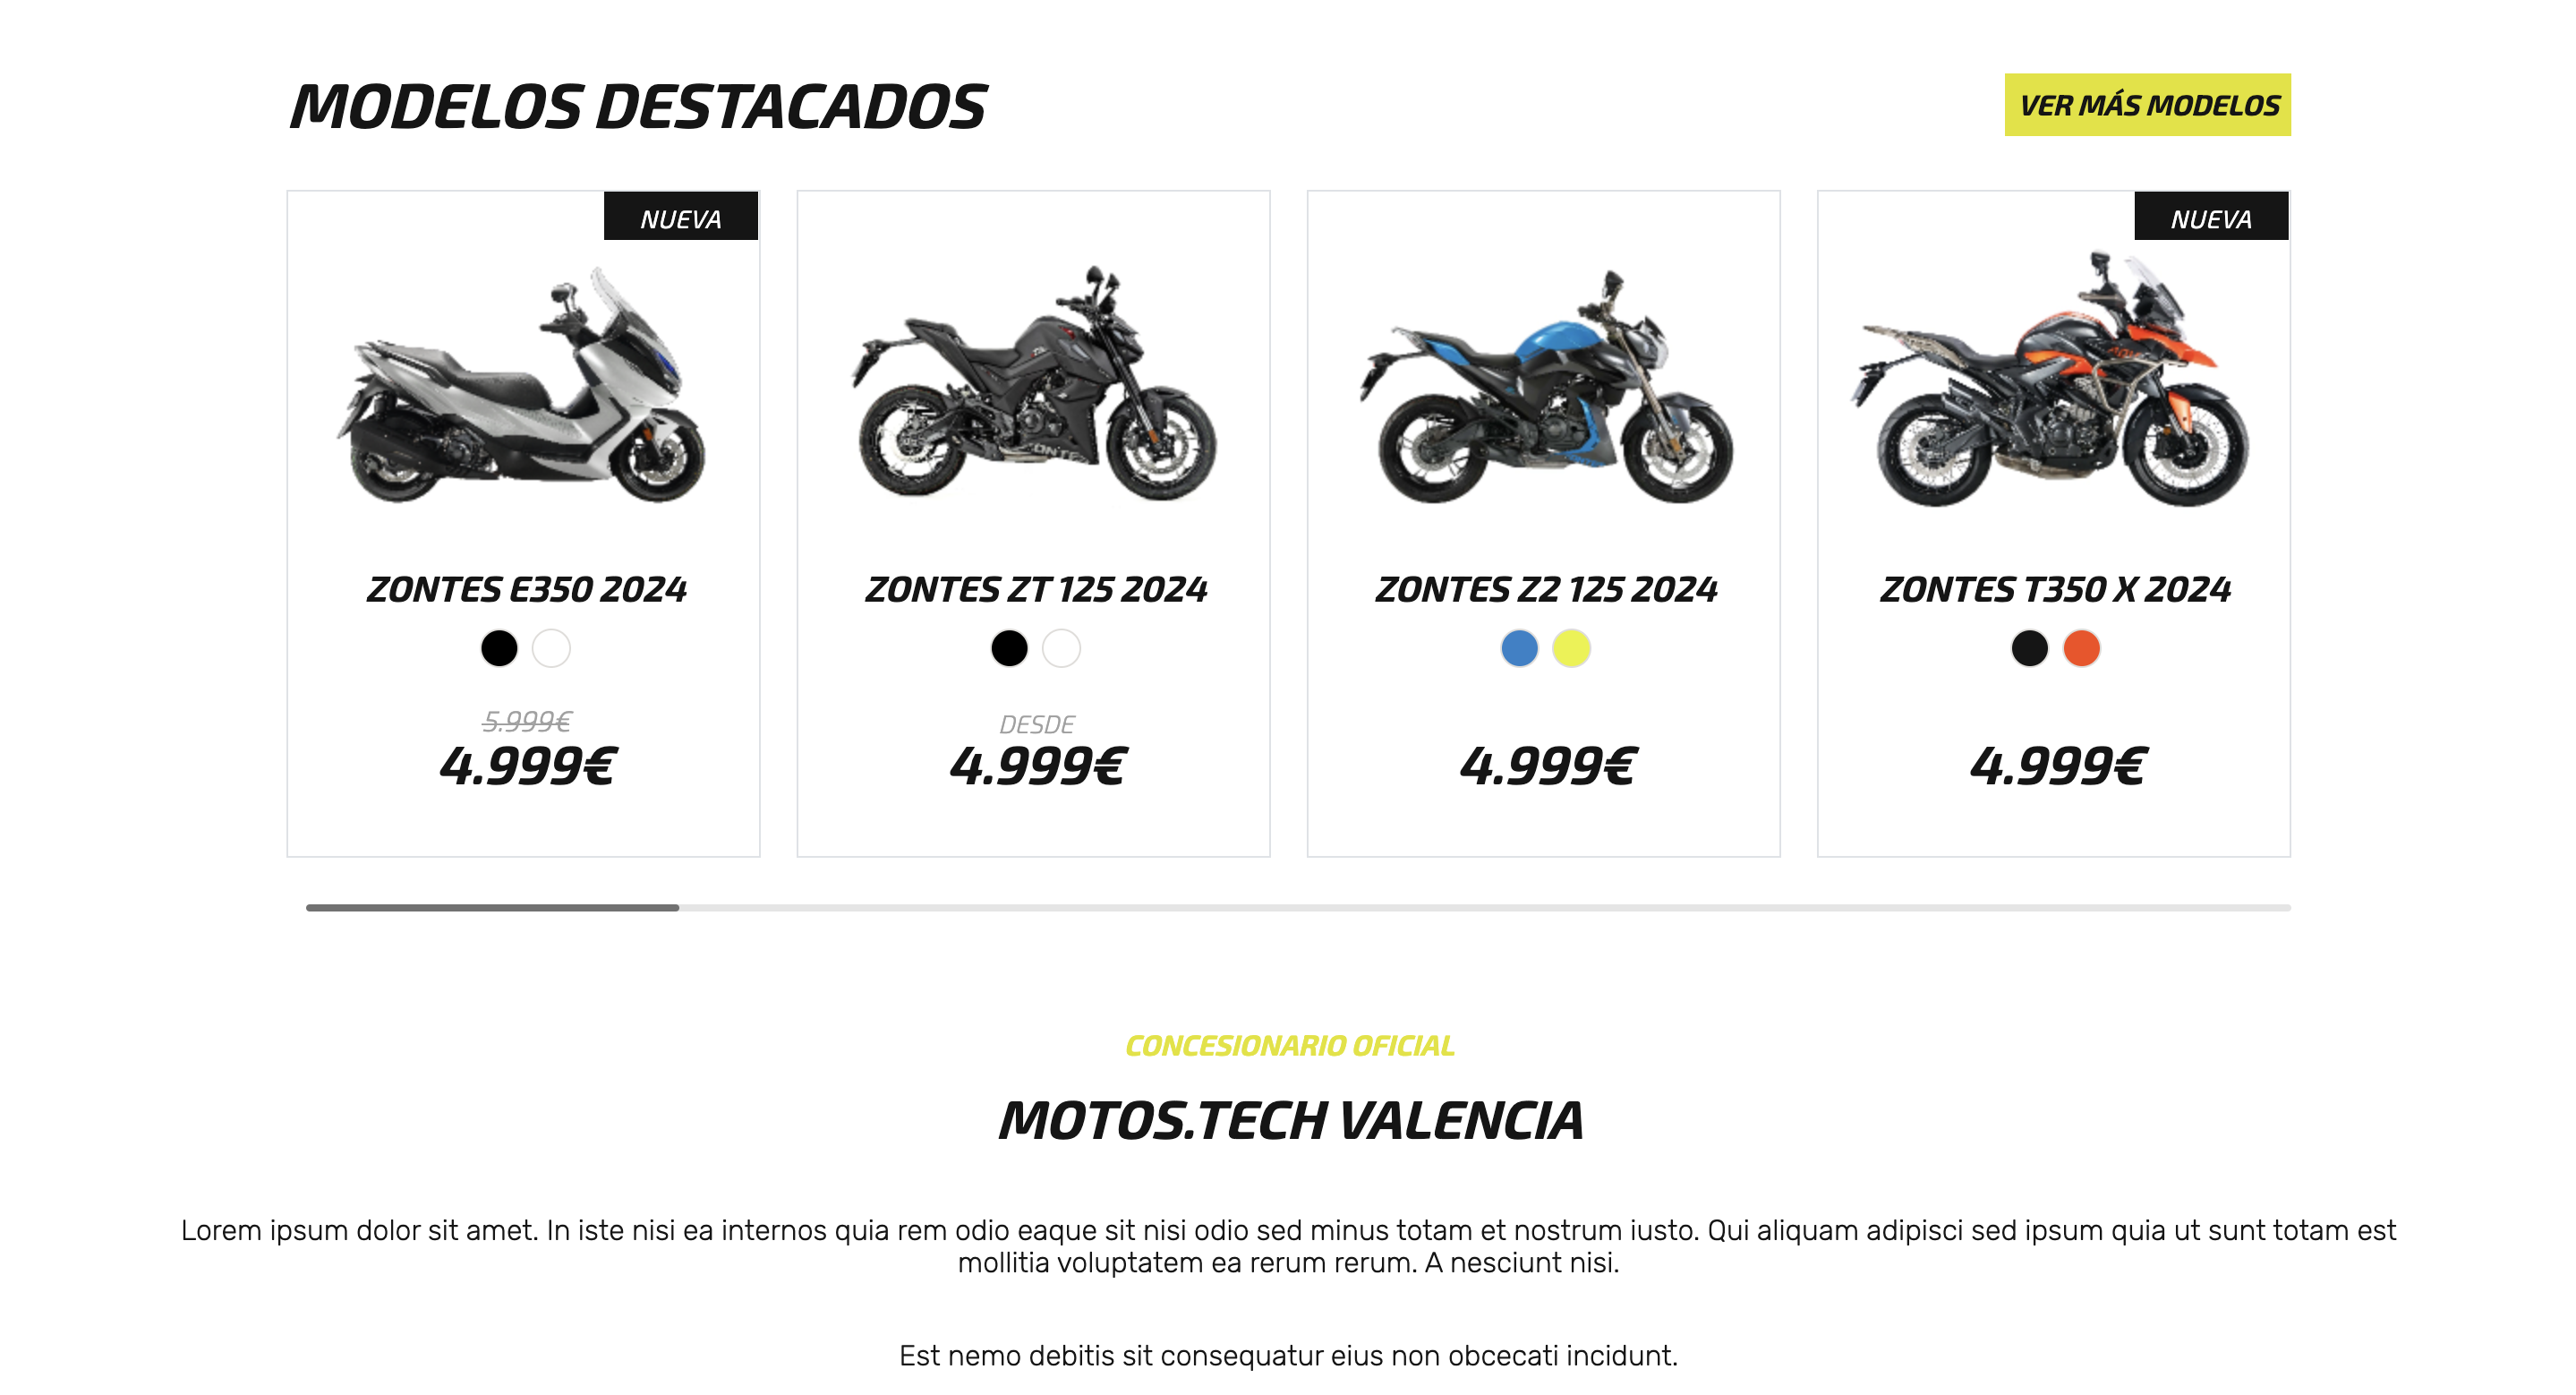 MODELOS DESTACADOS
VER MÁS MODELOS
NUEVA
NUEVA
ZONTES E350 2024
ZONTES ZT 125 2024
ZONTES Z2 125 2024
ZONTES T350 X 2024
5.999€
DESDE
4.999€
4.999€
4.999€
4.999€
CONCESIONARIO OFICIAL
MOTOS.TECH VALENCIA
Lorem ipsum dolor sit amet. In iste nisi ea internos quia rem odio eaque sit nisi odio sed minus totam et nostrum iusto. Qui aliquam adipisci sed ipsum quia ut sunt totam est
mollitia voluptatem ea rerum rerum. A nesciunt nisi.
Est nemo debitis sit consequatur eius non obcecati incidunt.